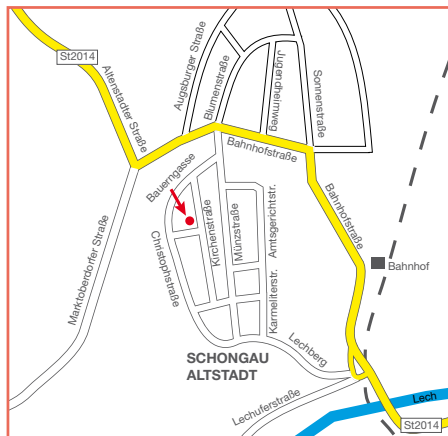 St2014
Altenstadter Straße
Augsburger Straße
Blumenstraße
Jugendheimweg
Sonnenstraße
Bahnhofstraße
Bauerngasse
Kirchenstraße
Münzstraße
Amtsgerichtstr.
Bahnhofstraße
Marktoberdorfer Straße
Christophstraße
Karmeliterstr.
Bahnhof
Lechberg
SCHONGAU
ALTSTADT
Lechuferstraße
Lech
St2014